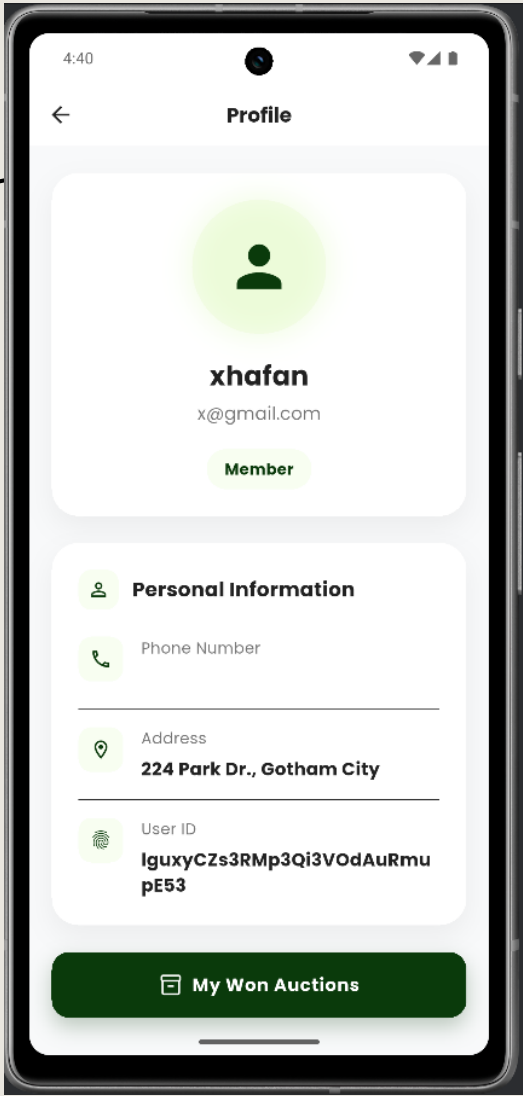 4:40
Profile
xhafan
x@gmail.com
Member
Personal Information
Phone Number
Address
224 Park Dr., Gotham City
User ID
lguxyCZs3RMp3Qi3VOdAuRmu
pE53
My Won Auctions